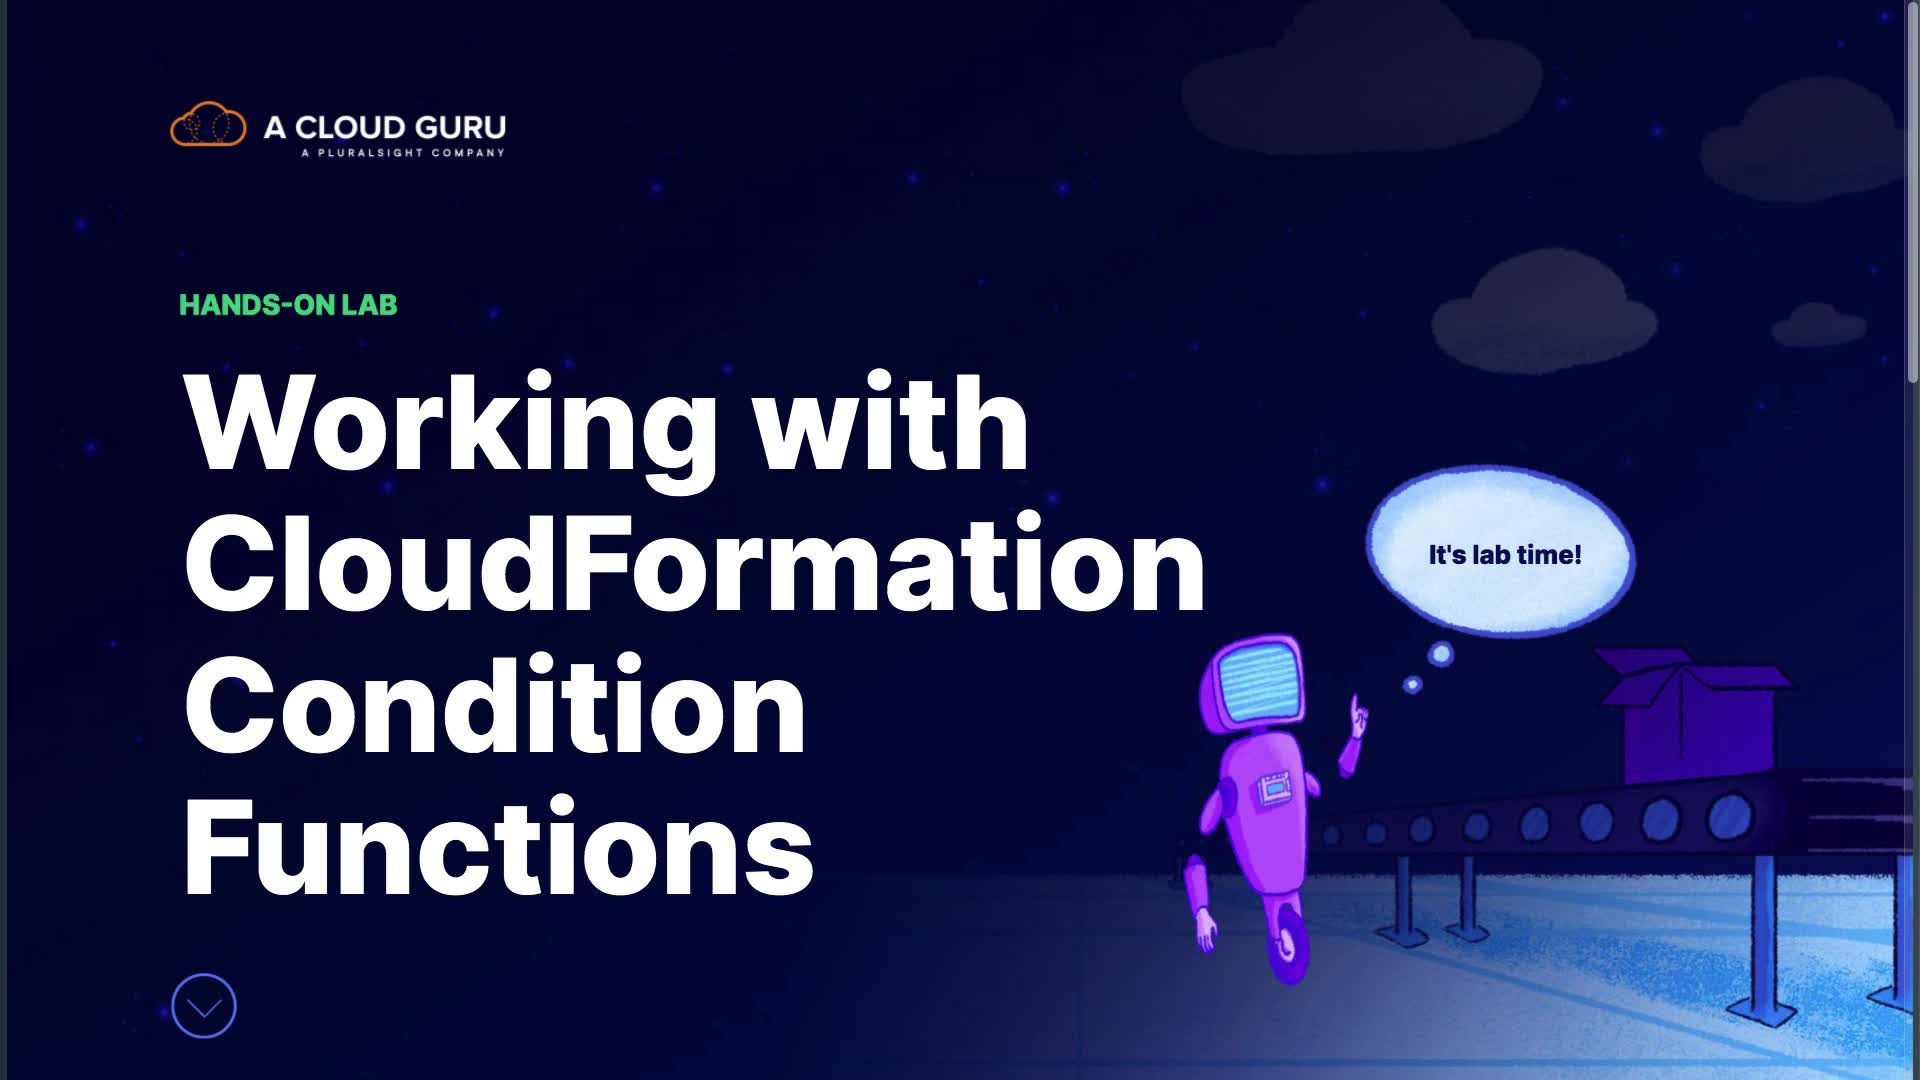 A CLOUD GURU
A PLURALSIGHT COMPANY
HANDS-ON LAB
Working with
CloudFormation
Condition
Functions
It's lab time!